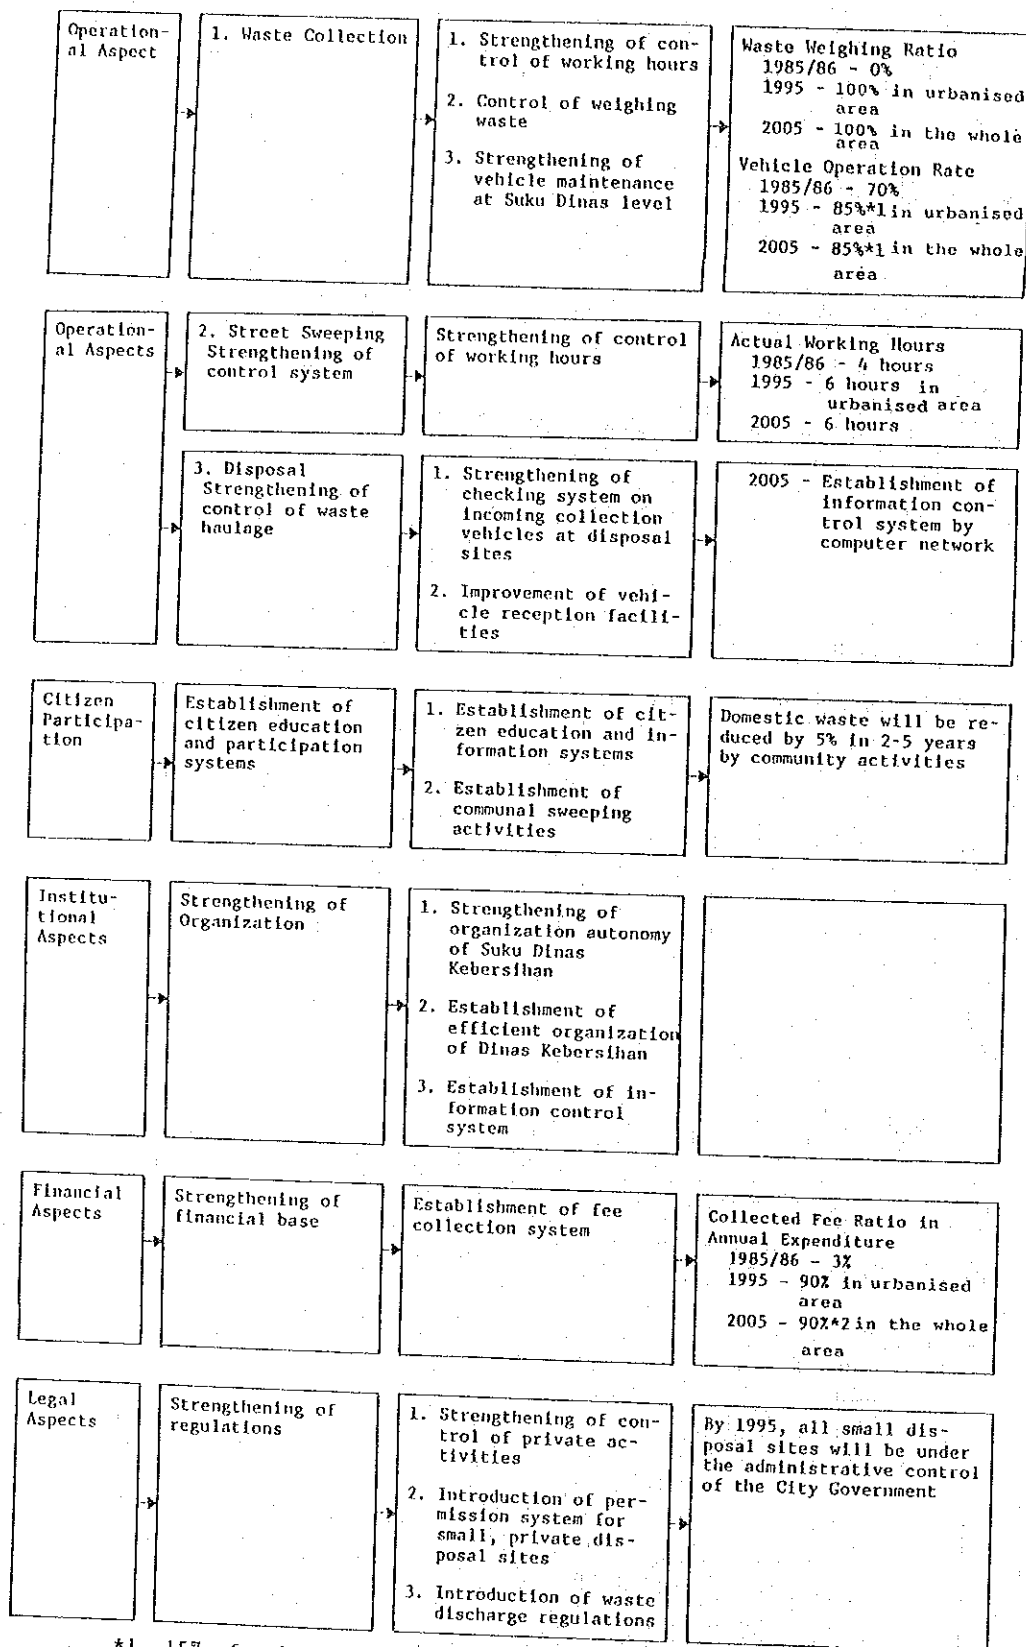 Operation-
al Aspect
1. Waste Collection
1. Strengthening of con-
trol of working hours
2. Control of weighing
waste
3. Strengthening of
vehicle maintenance
at Suku Dinas level
Waste Weighing Ratio
1985/86 - 0%
1995 - 100% in urbanised
area
2005 - 100% in the whole
area
Vehicle Operation Rate
1985/86 - 70%
1995 - 85%*1 in urbanised
area
2005 - 85%*1 in the whole
area
Operation-
al Aspects
2. Street Sweeping
Strengthening of
control system
Strengthening of control
of working hours
Actual Working Hours
1985/86 - 4 hours
1995 - 6 hours in
urbanised area
2005 - 6 hours
3. Disposal
Strengthening of
control of waste
haulage
1. Strengthening of
checking system on
incoming collection
vehicles at disposal
sites
2. Improvement of vehi-
cle reception facili-
ties
2005 - Establishment of
information con-
trol system by
computer network
Citizen
Participa-
tion
Establishment of
citizen education
and participation
systems
1. Establishment of cit-
zen education and in-
formation systems
2. Establishment of
communal sweeping
activities
Domestic waste will be re-
duced by 5% in 2-5 years
by community activities
Institu-
tional
Aspects
Strengthening of
Organization
1. Strengthening of
organization autonomy
of Suku Dinas
Kebersihan
2. Establishment of
efficient organization
of Dinas Kebersihan
3. Establishment of in-
formation control
system
Financial
Aspects
Strengthening of
financial base
Establishment of fee
collection system
Collected Fee Ratio in
Annual Expenditure
1985/86 - 3%
1995 - 90% in urbanised
area
2005 - 90%*2 in the whole
area
Legal
Aspects
Strengthening of
regulations
1. Strengthening of con-
trol of private ac-
tivities
2. Introduction of per-
mission system for
small, private dis-
posal sites
3. Introduction of waste
discharge regulations
By 1995, all small dis-
posal sites will be under
the administrative control
of the City Government
*1 15%